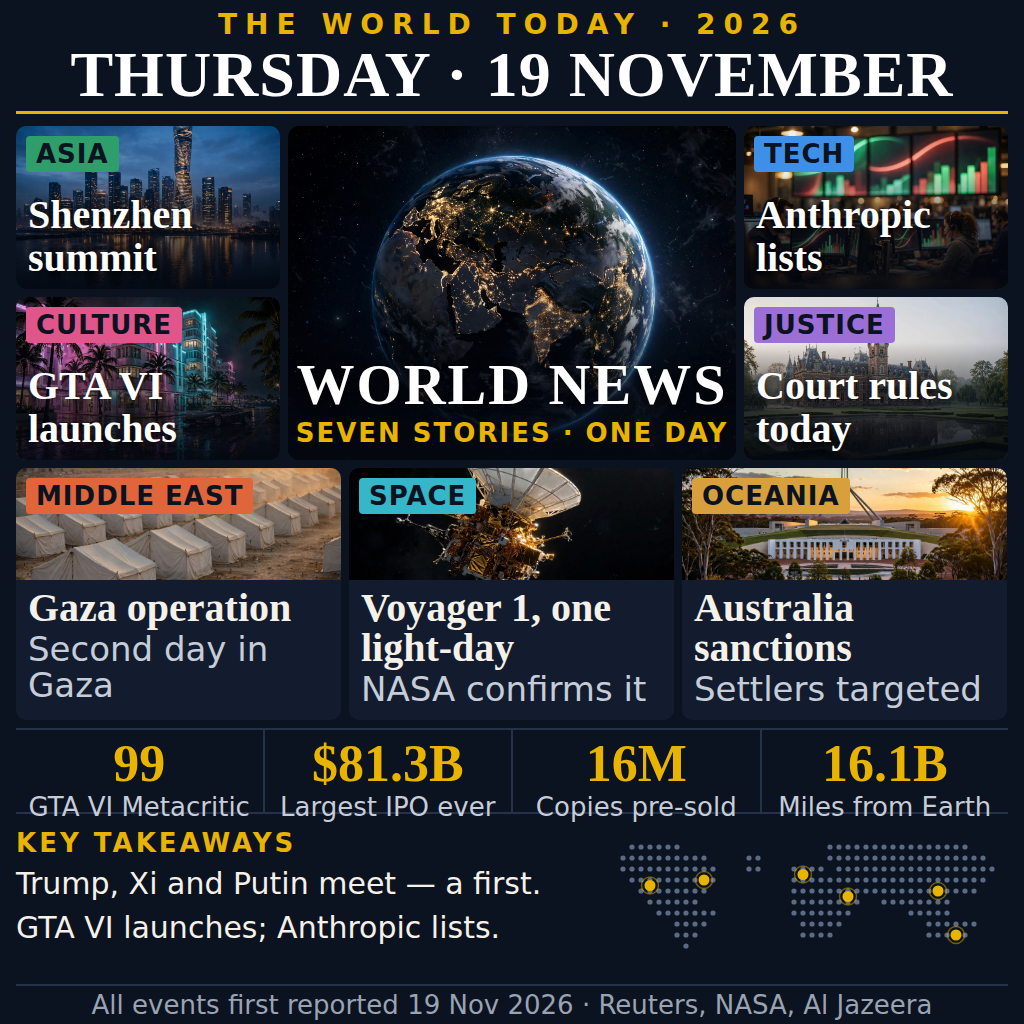 THE WORLD TODAY · 2026
THURSDAY · 19 NOVEMBER
ASIA
Shenzhen
summit
CULTURE
GTA VI
launches
WORLD NEWS
SEVEN STORIES · ONE DAY
TECH
Anthropic
lists
JUSTICE
Court rules
today
MIDDLE EAST
Gaza operation
Second day in
Gaza
SPACE
Voyager 1, one
light-day
NASA confirms it
OCEANIA
Australia
sanctions
Settlers targeted
99
GTA VI Metacritic
$81.3B
Largest IPO ever
16M
Copies pre-sold
16.1B
Miles from Earth
KEY TAKEAWAYS
Trump, Xi and Putin meet — a first.
GTA VI launches; Anthropic lists.
All events first reported 19 Nov 2026 · Reuters, NASA, Al Jazeera